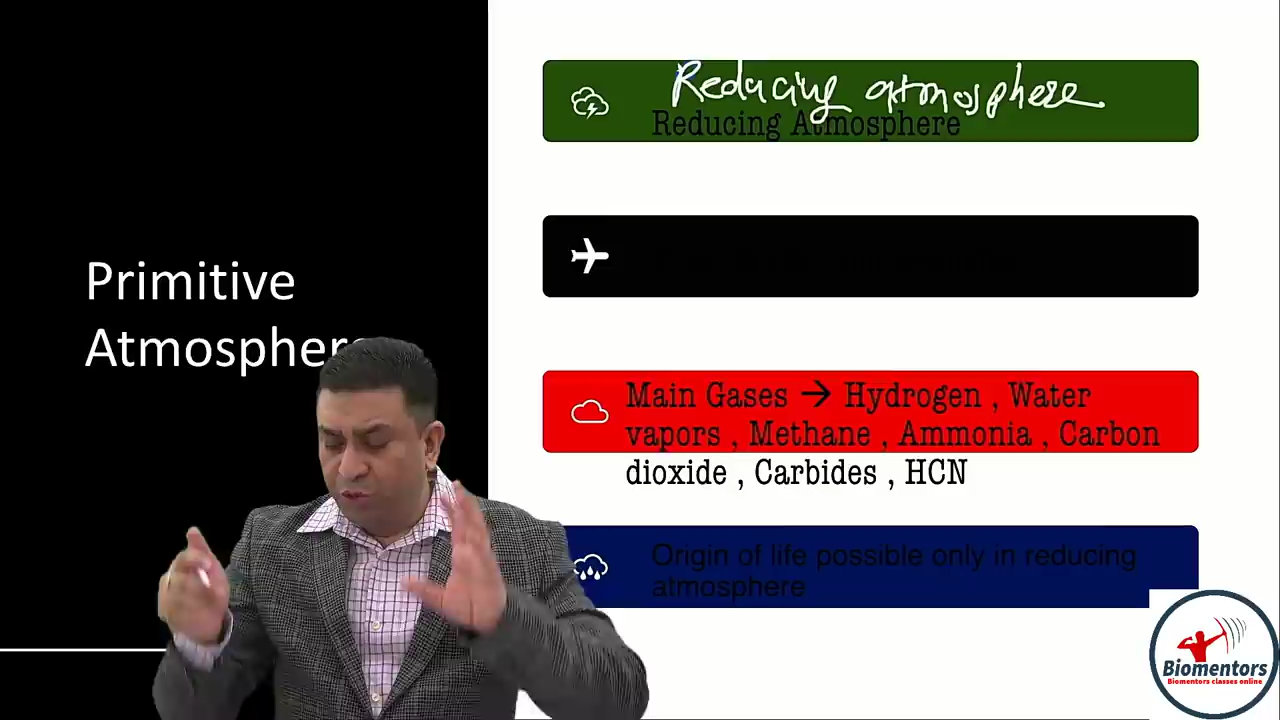 Primitive
Atmosphere
Reducing atmosphere
Reducing Atmosphere
Main Gases → Hydrogen , Water
vapors , Methane , Ammonia , Carbon
dioxide , Carbides , HCN
Origin of life possible only in reducing
atmosphere
Biomentors
Biomentors classes online